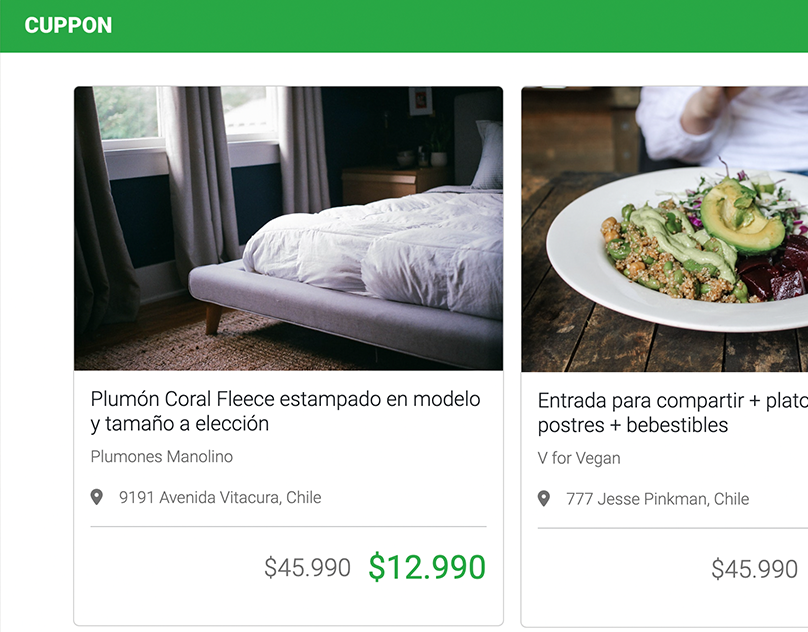 CUPPON
Plumón Coral Fleece estampado en modelo
y tamaño a elección
Plumones Manolino
9191 Avenida Vitacura, Chile
$45.990 $12.990
Entrada para compartir + plato
postres + bebestibles
V for Vegan
777 Jesse Pinkman, Chile
$45.990